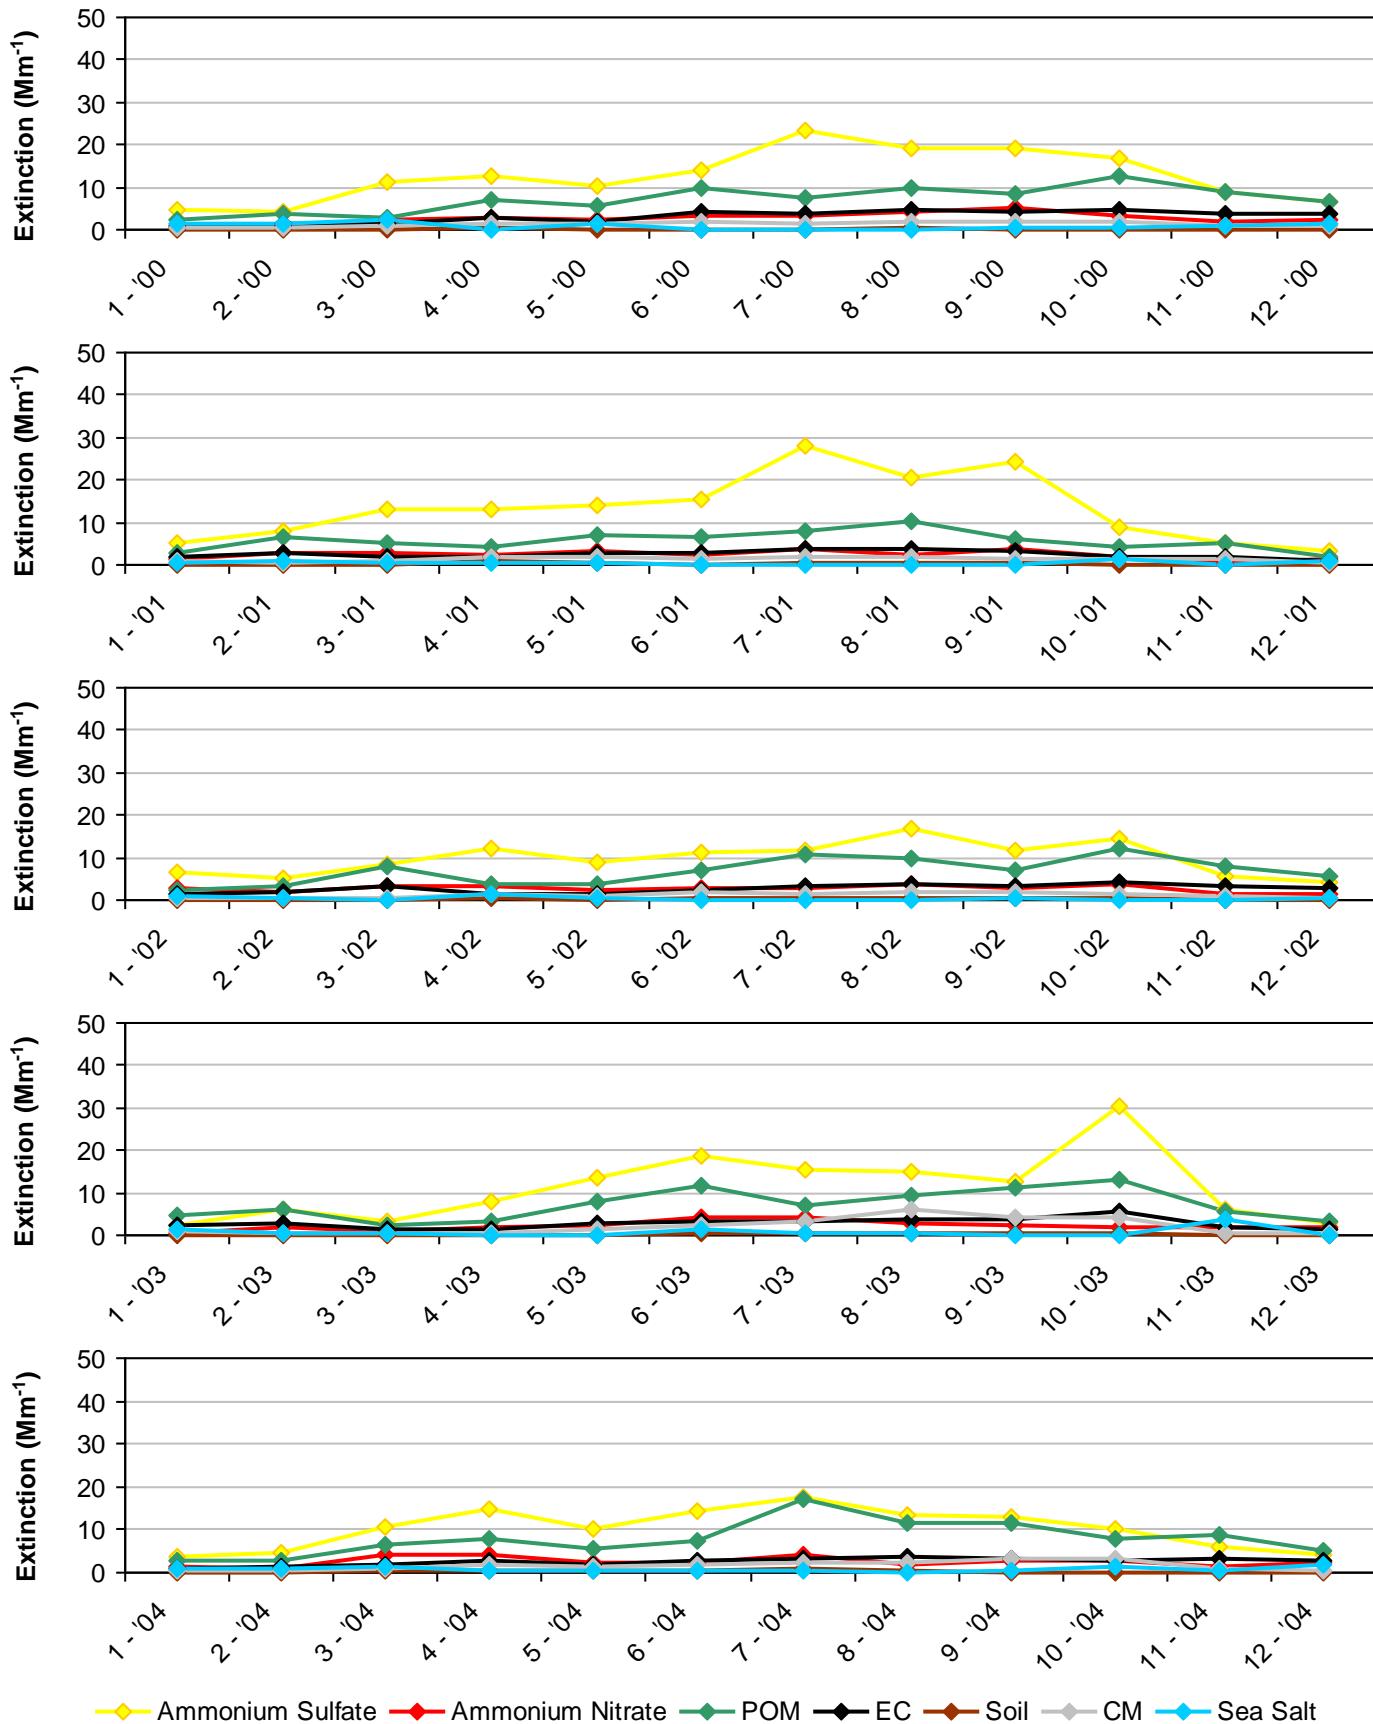 Extinction (Mm-1)
50
40
30
20
10
0
1 - '00 2 - '00 3 - '00 4 - '00 5 - '00 6 - '00 7 - '00 8 - '00 9 - '00 10 - '00 11 - '00 12 - '00
Extinction (Mm-1)
50
40
30
20
10
0
1 - '01 2 - '01 3 - '01 4 - '01 5 - '01 6 - '01 7 - '01 8 - '01 9 - '01 10 - '01 11 - '01 12 - '01
Extinction (Mm-1)
50
40
30
20
10
0
1 - '02 2 - '02 3 - '02 4 - '02 5 - '02 6 - '02 7 - '02 8 - '02 9 - '02 10 - '02 11 - '02 12 - '02
Extinction (Mm-1)
50
40
30
20
10
0
1 - '03 2 - '03 3 - '03 4 - '03 5 - '03 6 - '03 7 - '03 8 - '03 9 - '03 10 - '03 11 - '03 12 - '03
Extinction (Mm-1)
50
40
30
20
10
0
1 - '04 2 - '04 3 - '04 4 - '04 5 - '04 6 - '04 7 - '04 8 - '04 9 - '04 10 - '04 11 - '04 12 - '04
Ammonium Sulfate Ammonium Nitrate POM EC Soil CM Sea Salt